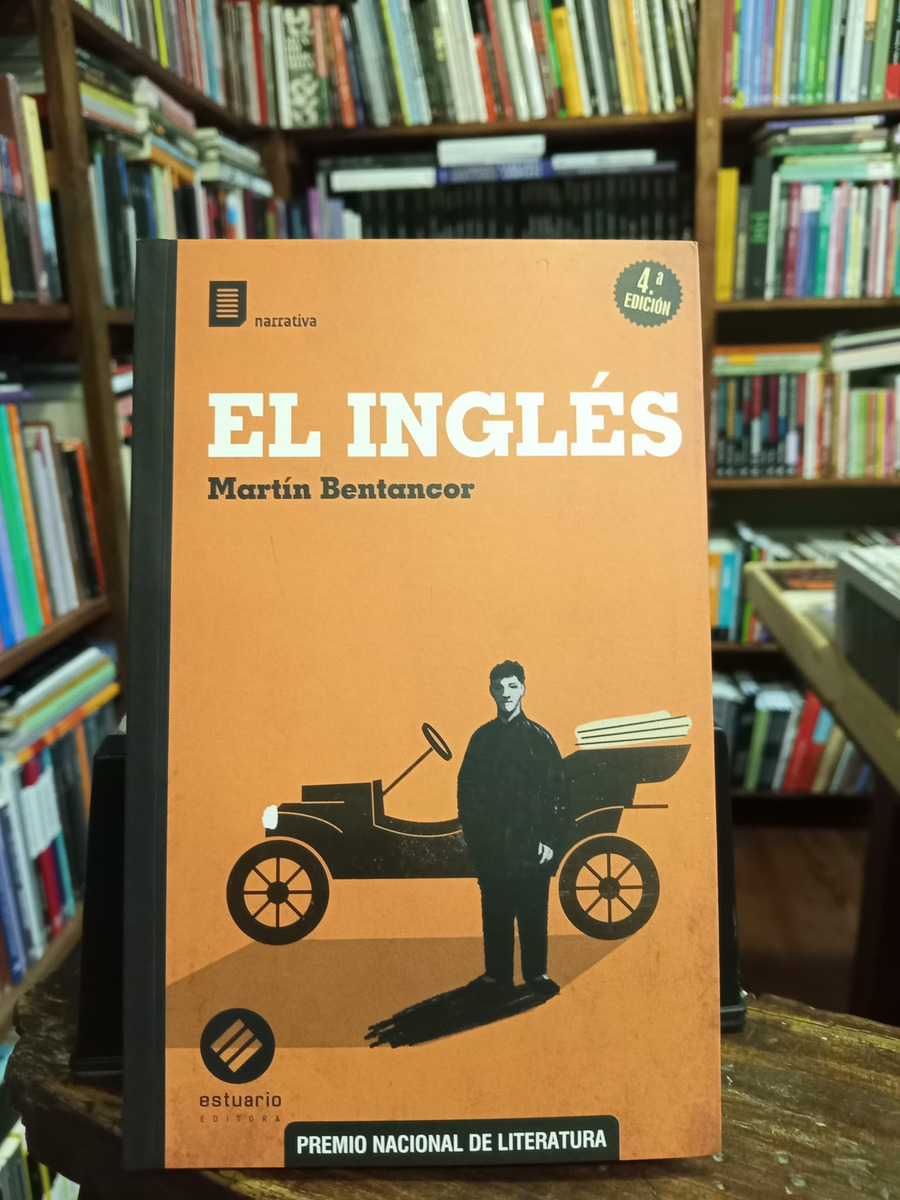 narrativa
4.ª
EDICIÓN
EL INGLÉS
Martín Bentancor
estuario
EDITORA
PREMIO NACIONAL DE LITERATURA